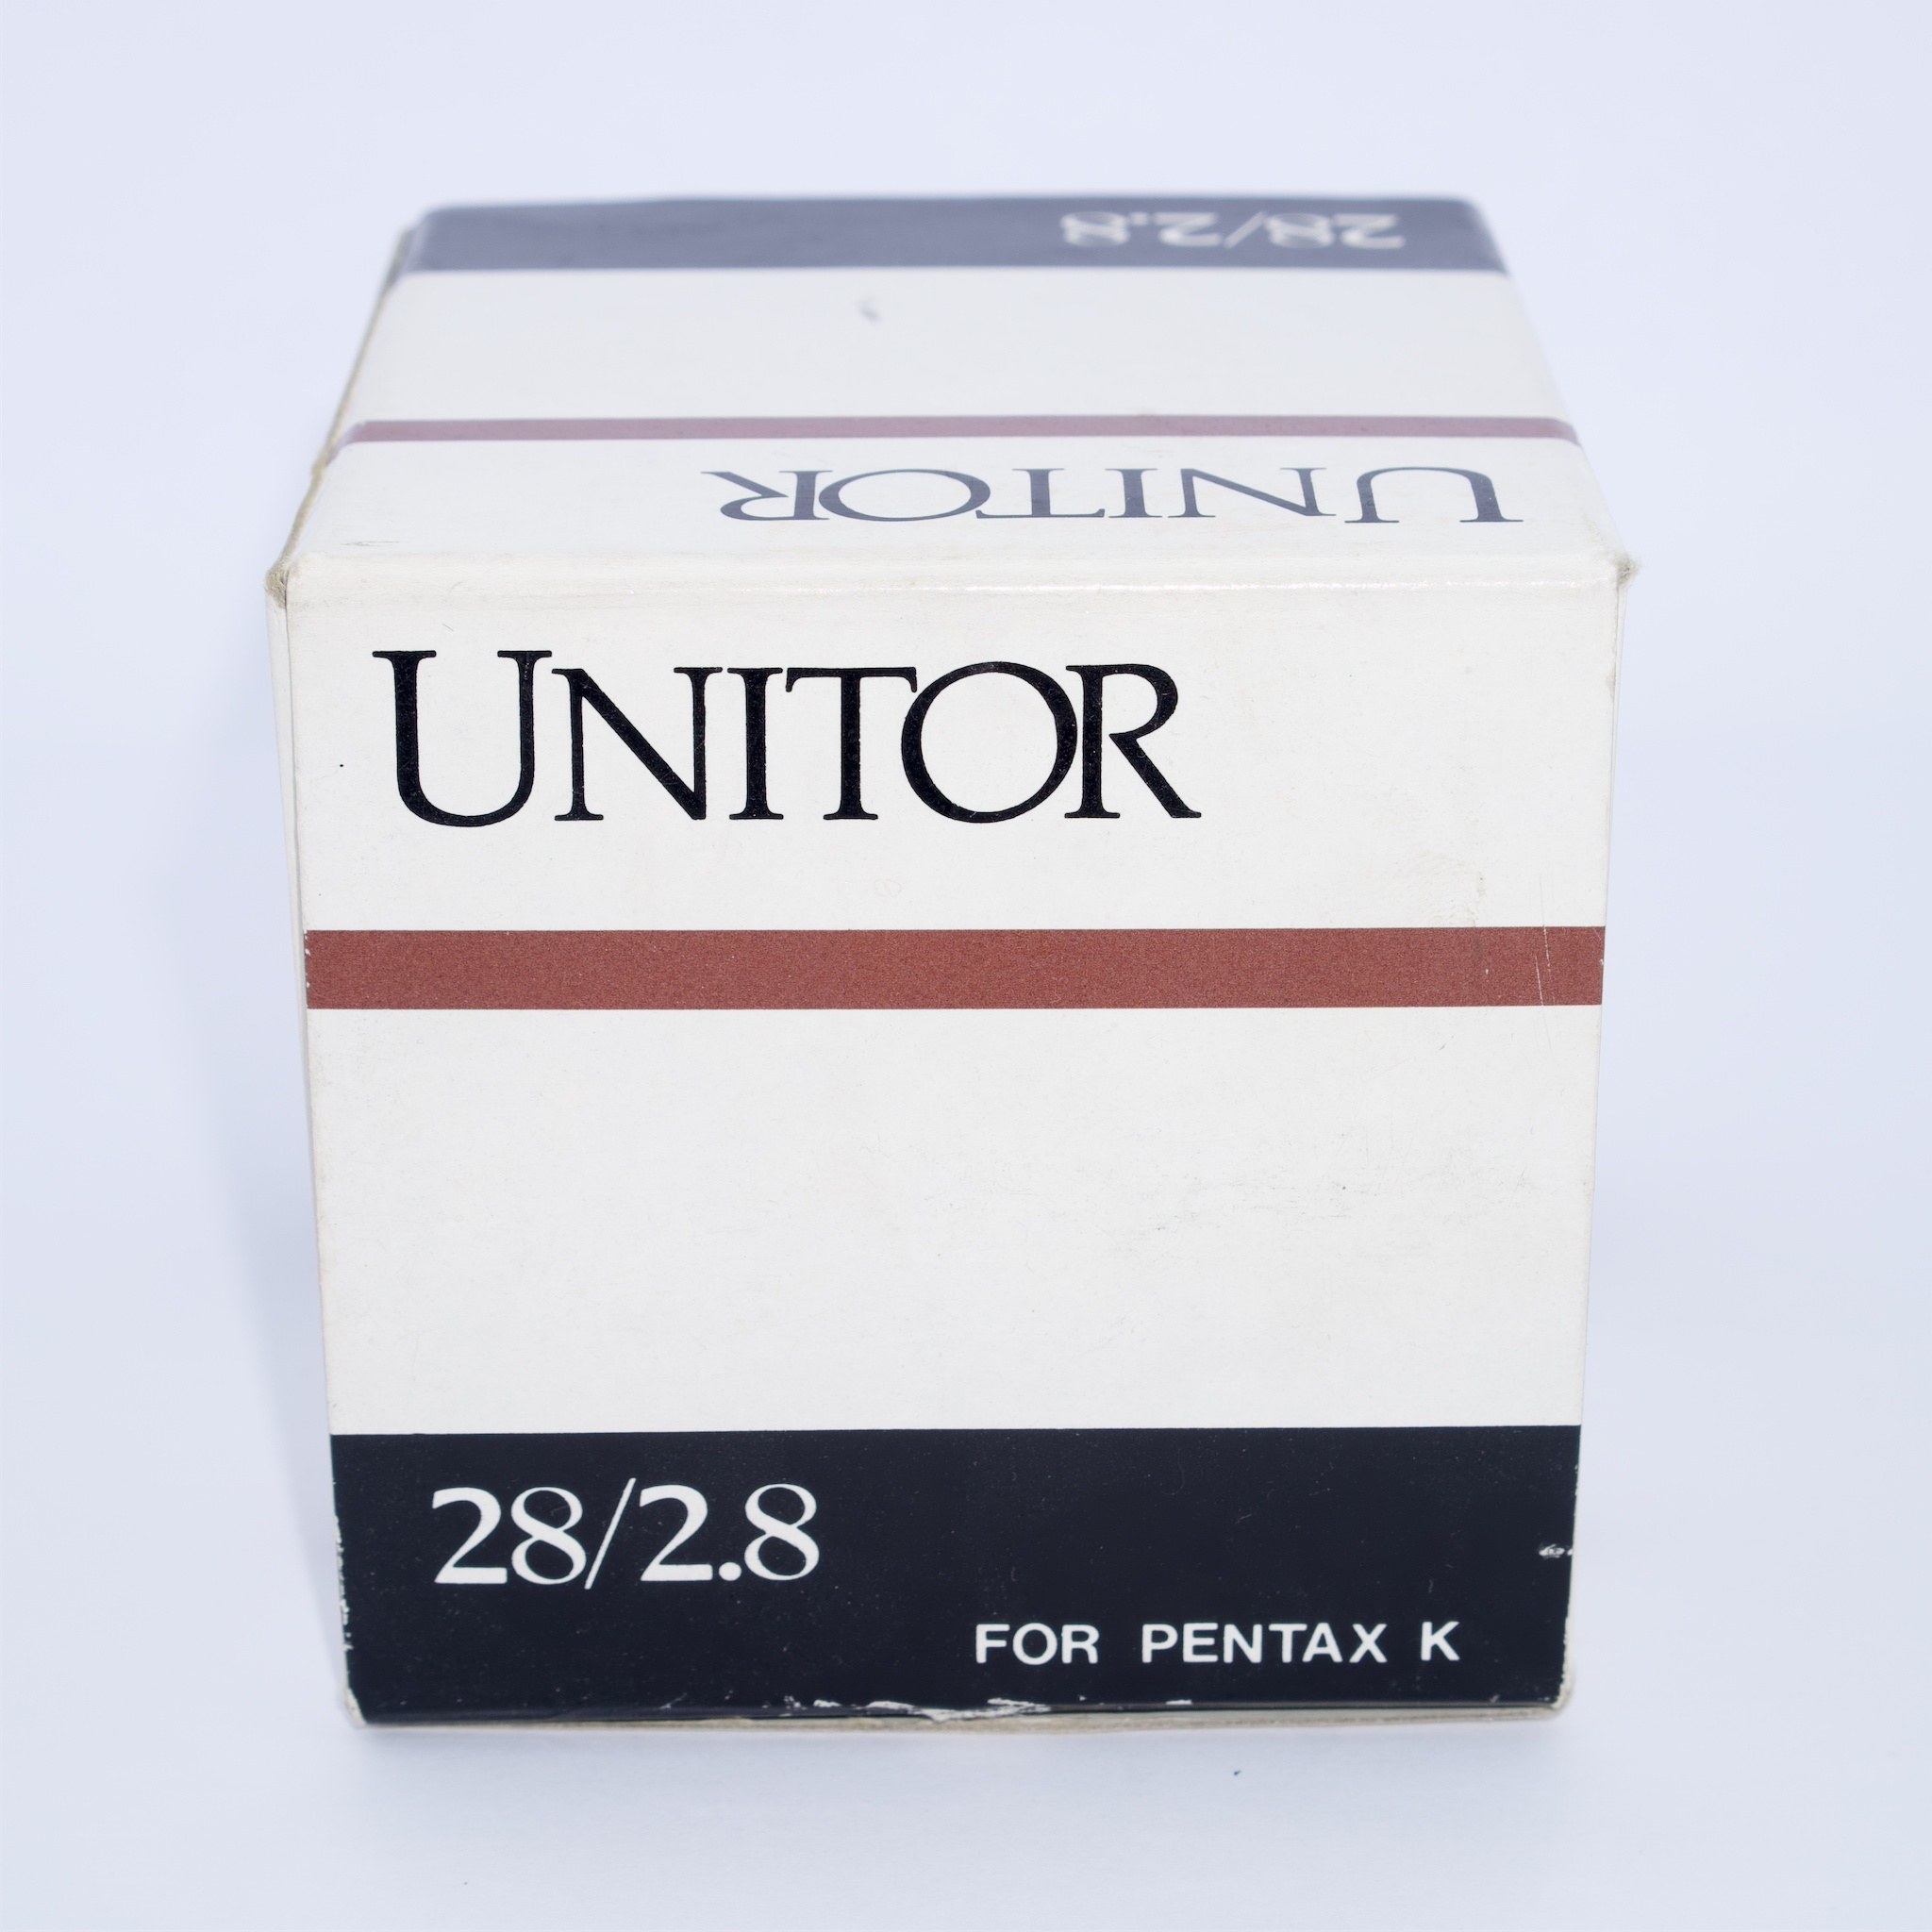 28/2.8
UNITOR
UNITOR
28/2.8
FOR PENTAX K